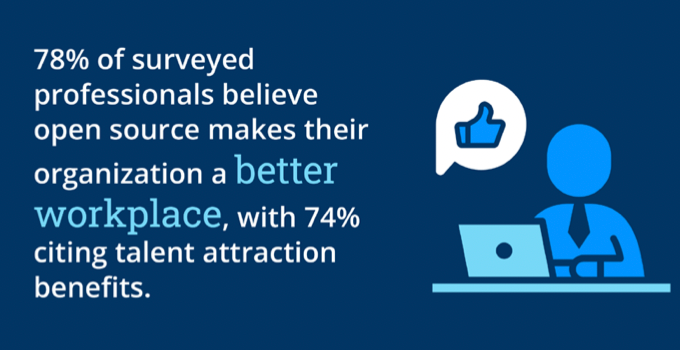 78% of surveyed
professionals believe
open source makes their
organization a better
workplace, with 74%
citing talent attraction
benefits.